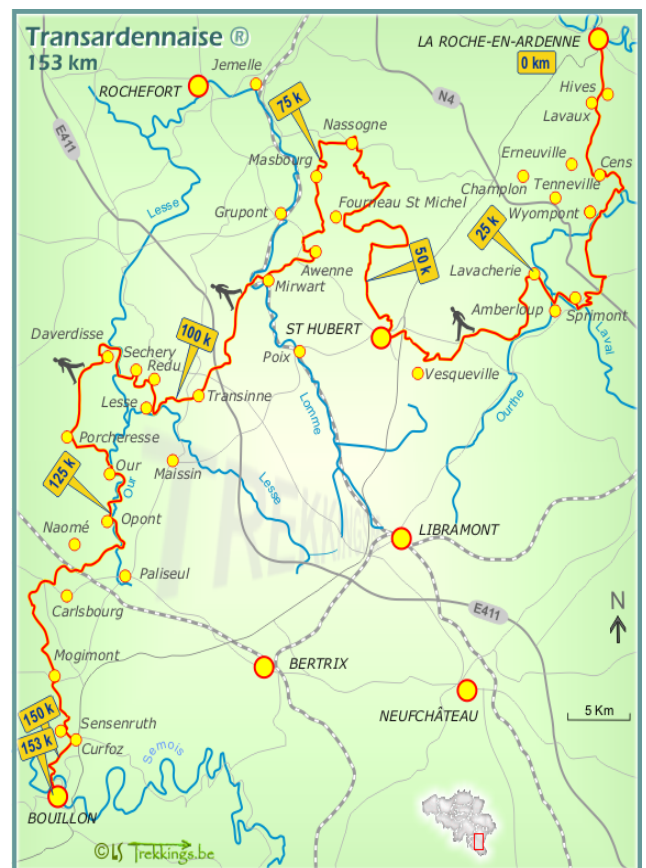 Transardennaise ®
153 km
LA ROCHE-EN-ARDENNE
0 km
Jemelle
ROCHEFORT
75 k
Hives
N4
Lavaux
E411
Nassogne
Erneuville
Masbourg
Cens
Champlon
Tenneville
Lesse
Grupont
Fourneau St Michel
Wyompont
25 k
50 k
Awenne
Lavacherie
Mirwart
Amberloup
Sprimont
100 k
ST HUBERT
Laval
Daverdisse
Sechery
Redu
Poix
Vesqueville
Lesse
Transinne
Lomme
Ourthe
Porcheresse
Our
Maissin
Lesse
125 k
Our
TREKKINGS
Opont
Naomé
LIBRAMONT
Paliseul
Carlsbourg
N
E411
Mogimont
BERTRIX
NEUFCHÂTEAU
5 Km
150 k
Sensenruth
153 k
Curfoz
Semois
BOUILLON
©LS Trekkings.be